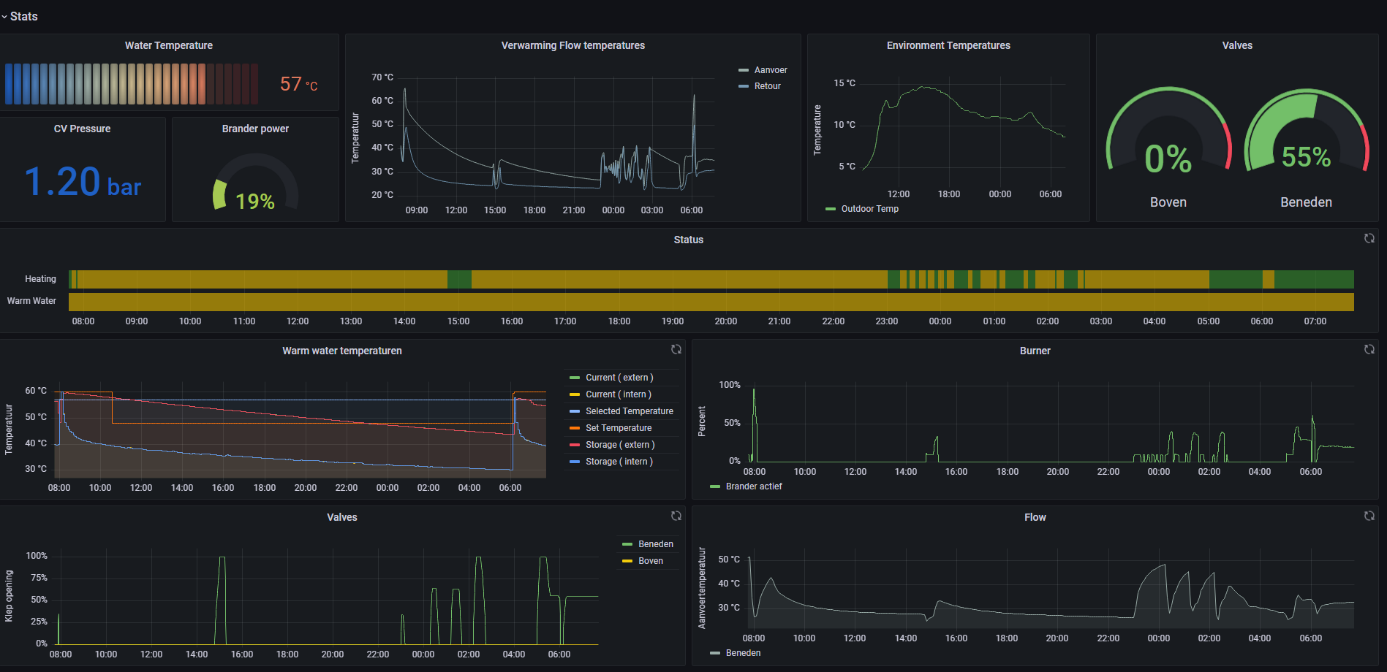 Stats
Water Temperature
57 °C
CV Pressure
1.20 bar
Brander power
19%
Verwarming Flow temperatures
Temperatuur
70 °C
60 °C
50 °C
40 °C
30 °C
20 °C
09:00 12:00 15:00 18:00 21:00 00:00 03:00 06:00
Aanvoer
Retour
Environment Temperatures
Temperature
15 °C
10 °C
5 °C
12:00 18:00 00:00 06:00
Outdoor Temp
Valves
0%
Boven
55%
Beneden
Status
Heating
Warm Water
08:00 09:00 10:00 11:00 12:00 13:00 14:00 15:00 16:00 17:00 18:00 19:00 20:00 21:00 22:00 23:00 00:00 01:00 02:00 03:00 04:00 05:00 06:00 07:00
Warm water temperaturen
Temperatuur
60 °C
50 °C
40 °C
30 °C
08:00 10:00 12:00 14:00 16:00 18:00 20:00 22:00 00:00 02:00 04:00 06:00
Current ( extern )
Current ( intern )
Selected Temperature
Set Temperature
Storage ( extern )
Storage ( intern )
Burner
Percent
100%
50%
0%
08:00 10:00 12:00 14:00 16:00 18:00 20:00 22:00 00:00 02:00 04:00 06:00
Brander actief
Valves
Klep opening
100%
75%
50%
25%
0%
08:00 10:00 12:00 14:00 16:00 18:00 20:00 22:00 00:00 02:00 04:00 06:00
Beneden
Boven
Flow
Aanvoertemperatuur
50 °C
40 °C
30 °C
08:00 10:00 12:00 14:00 16:00 18:00 20:00 22:00 00:00 02:00 04:00 06:00
Beneden